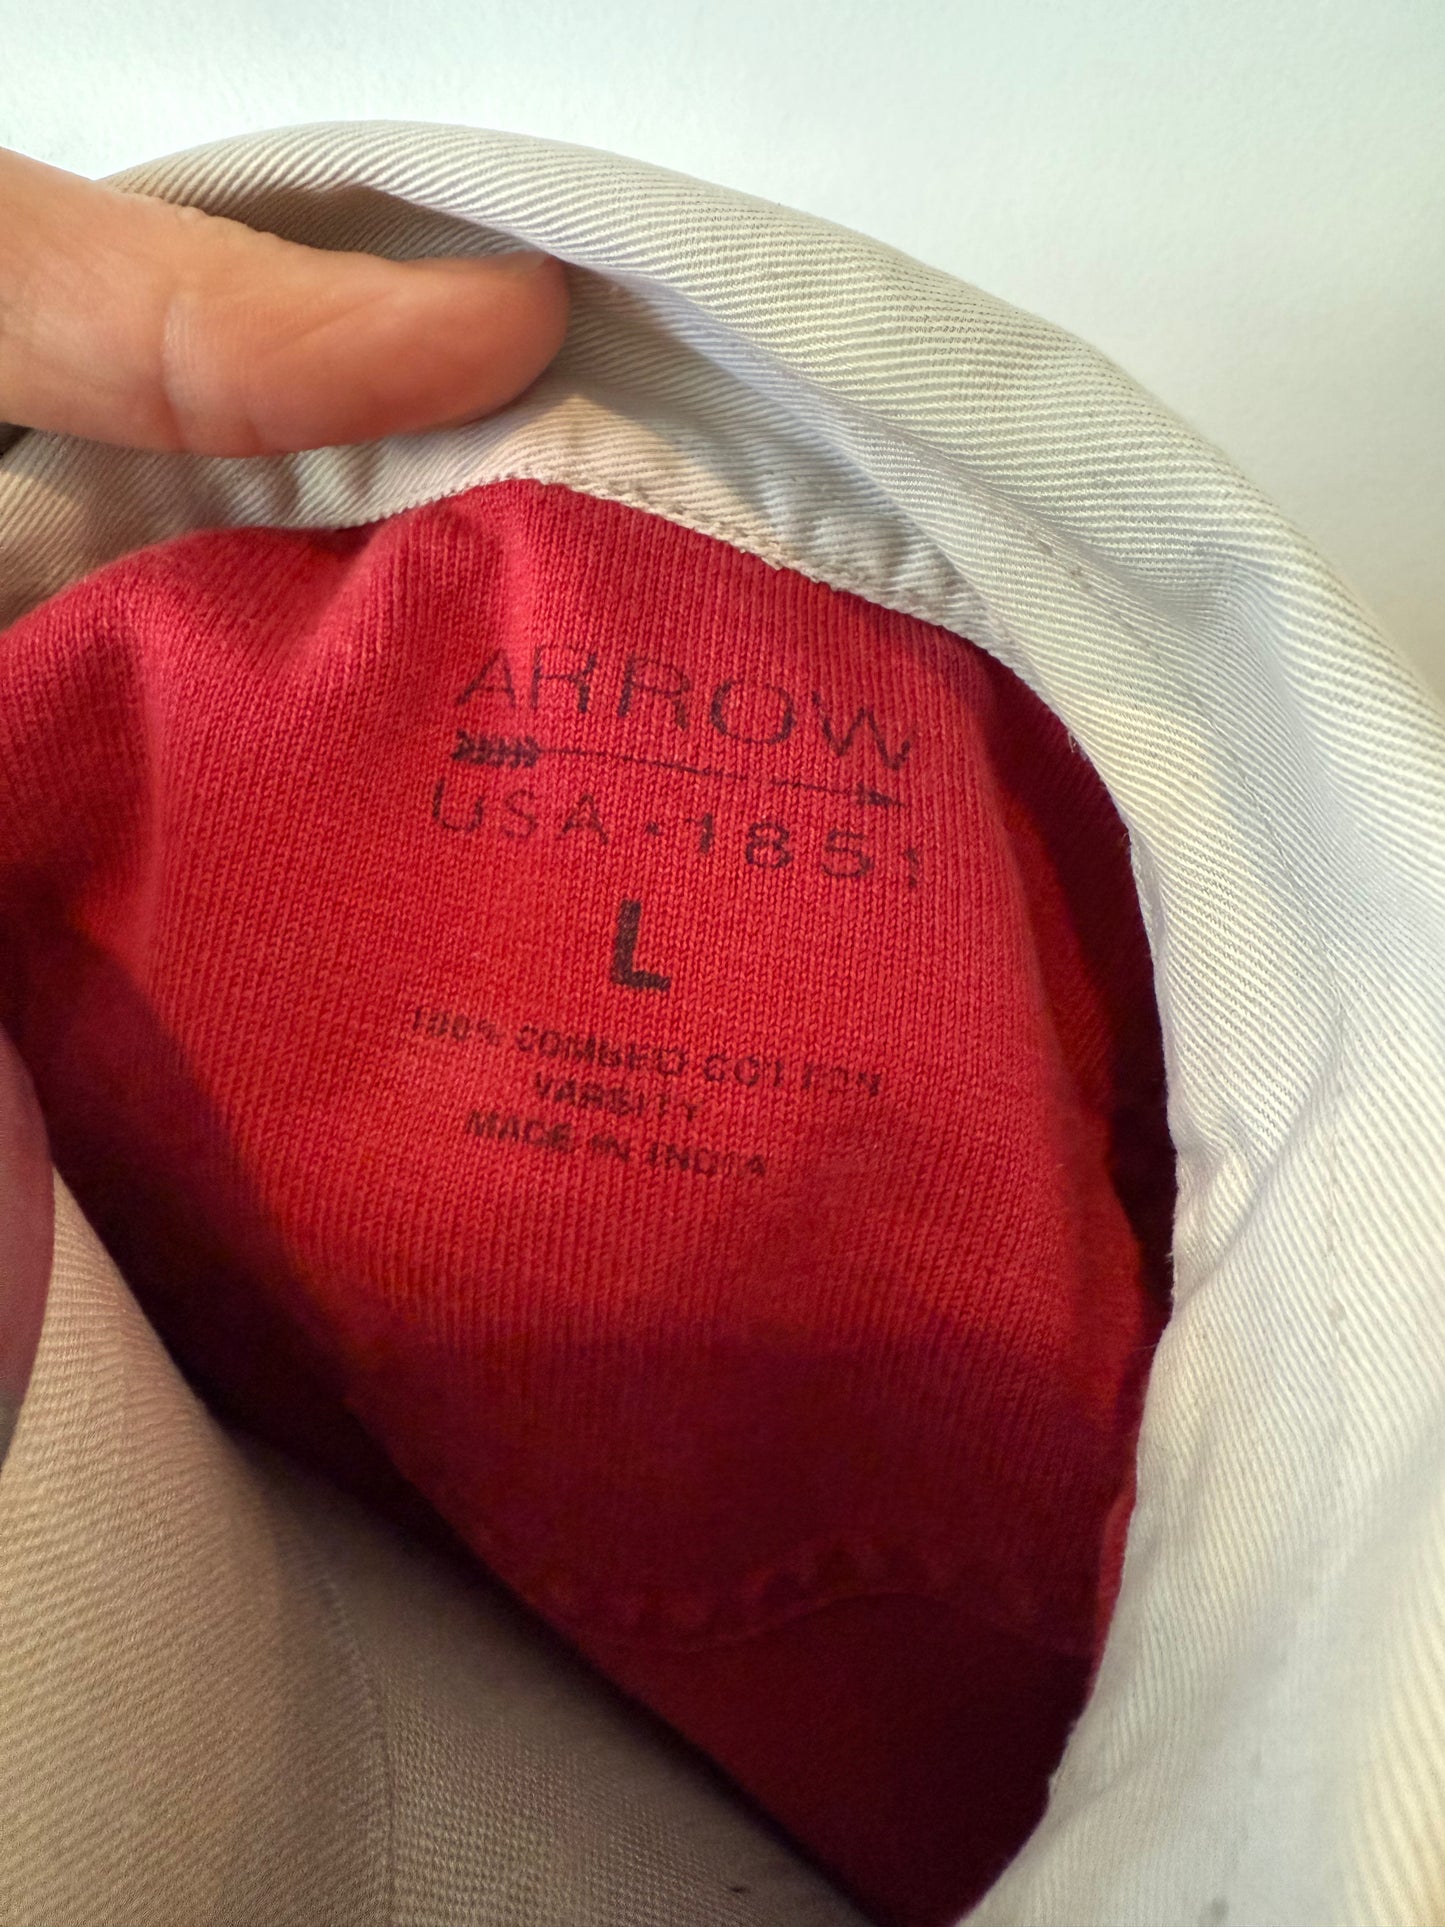 ARROW
USA · 1851
L
100% COMBED COTTON
VARSITY
MADE IN INDIA